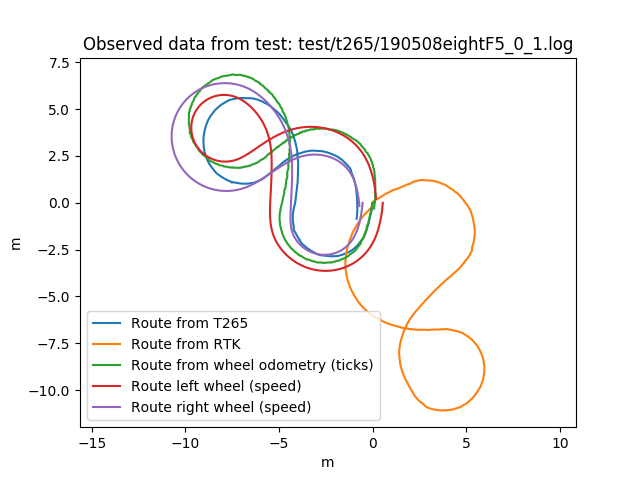 Observed data from test: test/t265/190508eightF5_0_1.log
7.5
5.0
2.5
0.0
−2.5
−5.0
−7.5
−10.0
m
Route from T265
Route from RTK
Route from wheel odometry (ticks)
Route left wheel (speed)
Route right wheel (speed)
−15 −10 −5 0 5 10
m